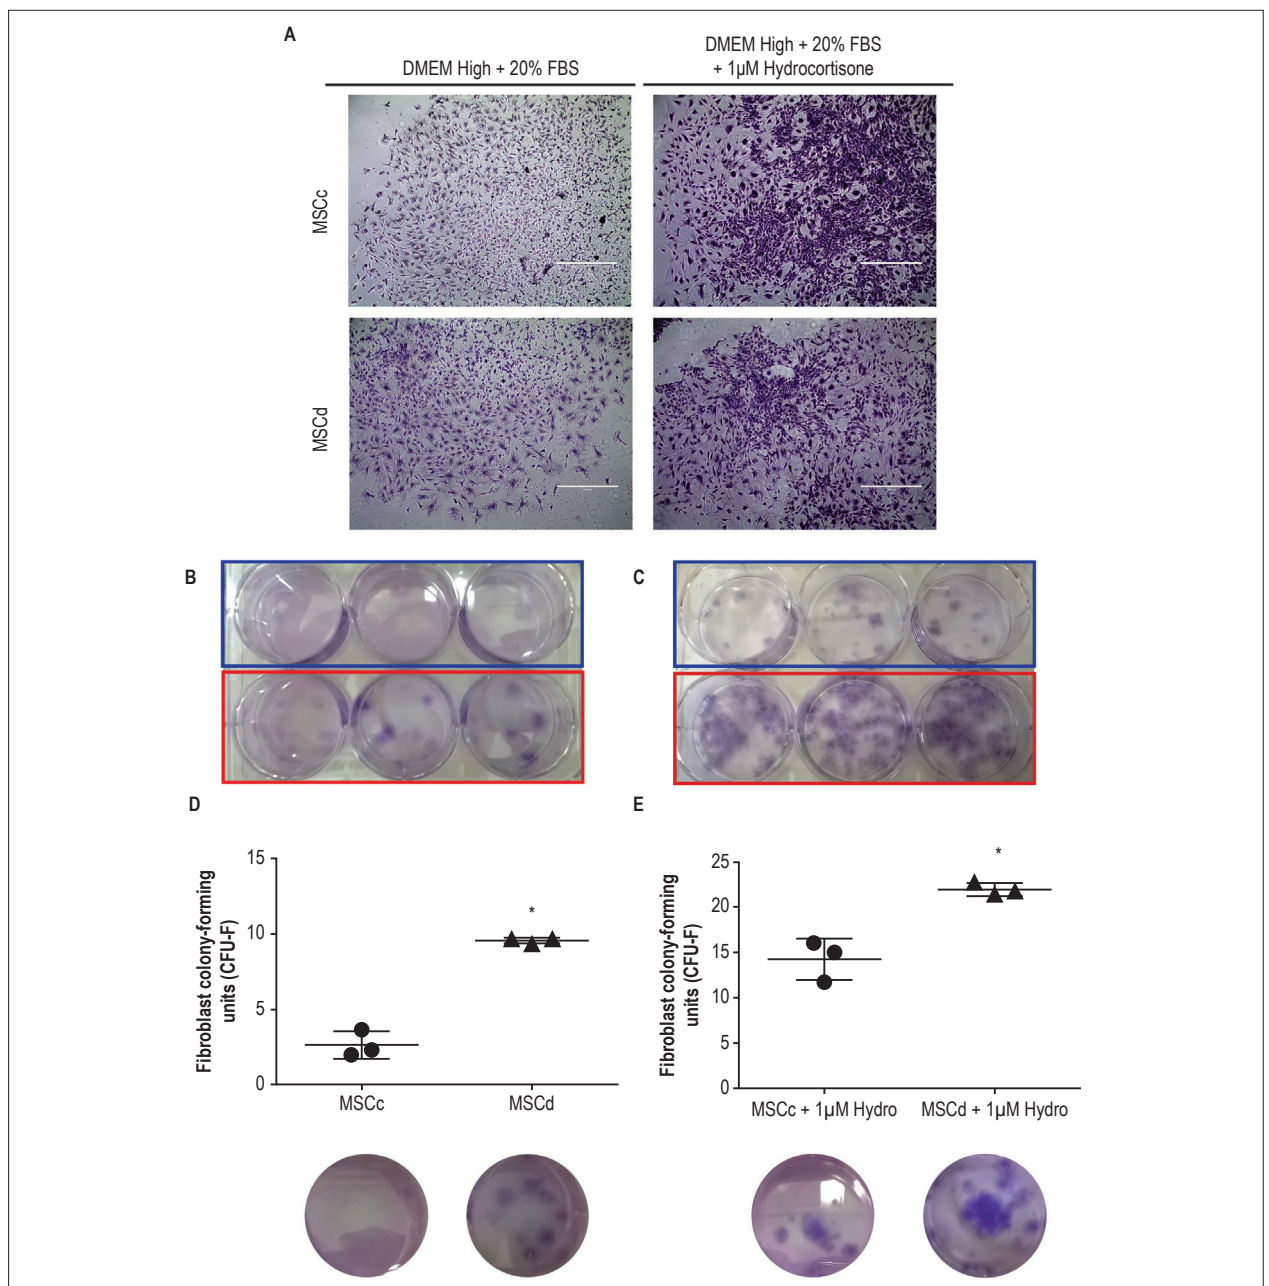 A
DMEM High + 20% FBS
DMEM High + 20% FBS
+ 1µM Hydrocortisone
MSCc
MSCd
B
C
D
E
Fibroblast colony-forming
units (CFU-F)
15
10
5
0
*
MSCc
MSCd
Fibroblast colony-forming
units (CFU-F)
25
20
15
10
5
0
*
MSCc + 1µM Hydro
MSCd + 1µM Hydro